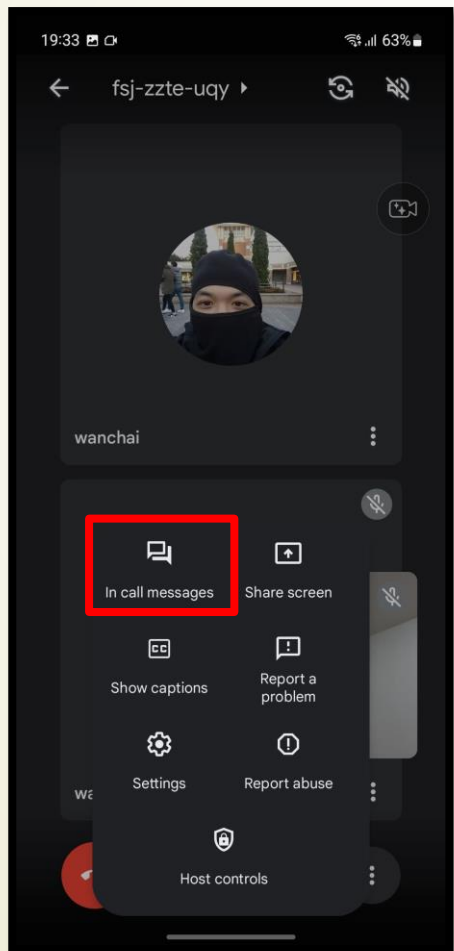 19:33 63%
fsj-zzte-uqy
wanchai
In call messages Share screen
CC
Show captions Report a
problem
Settings Report abuse
wa
Host controls